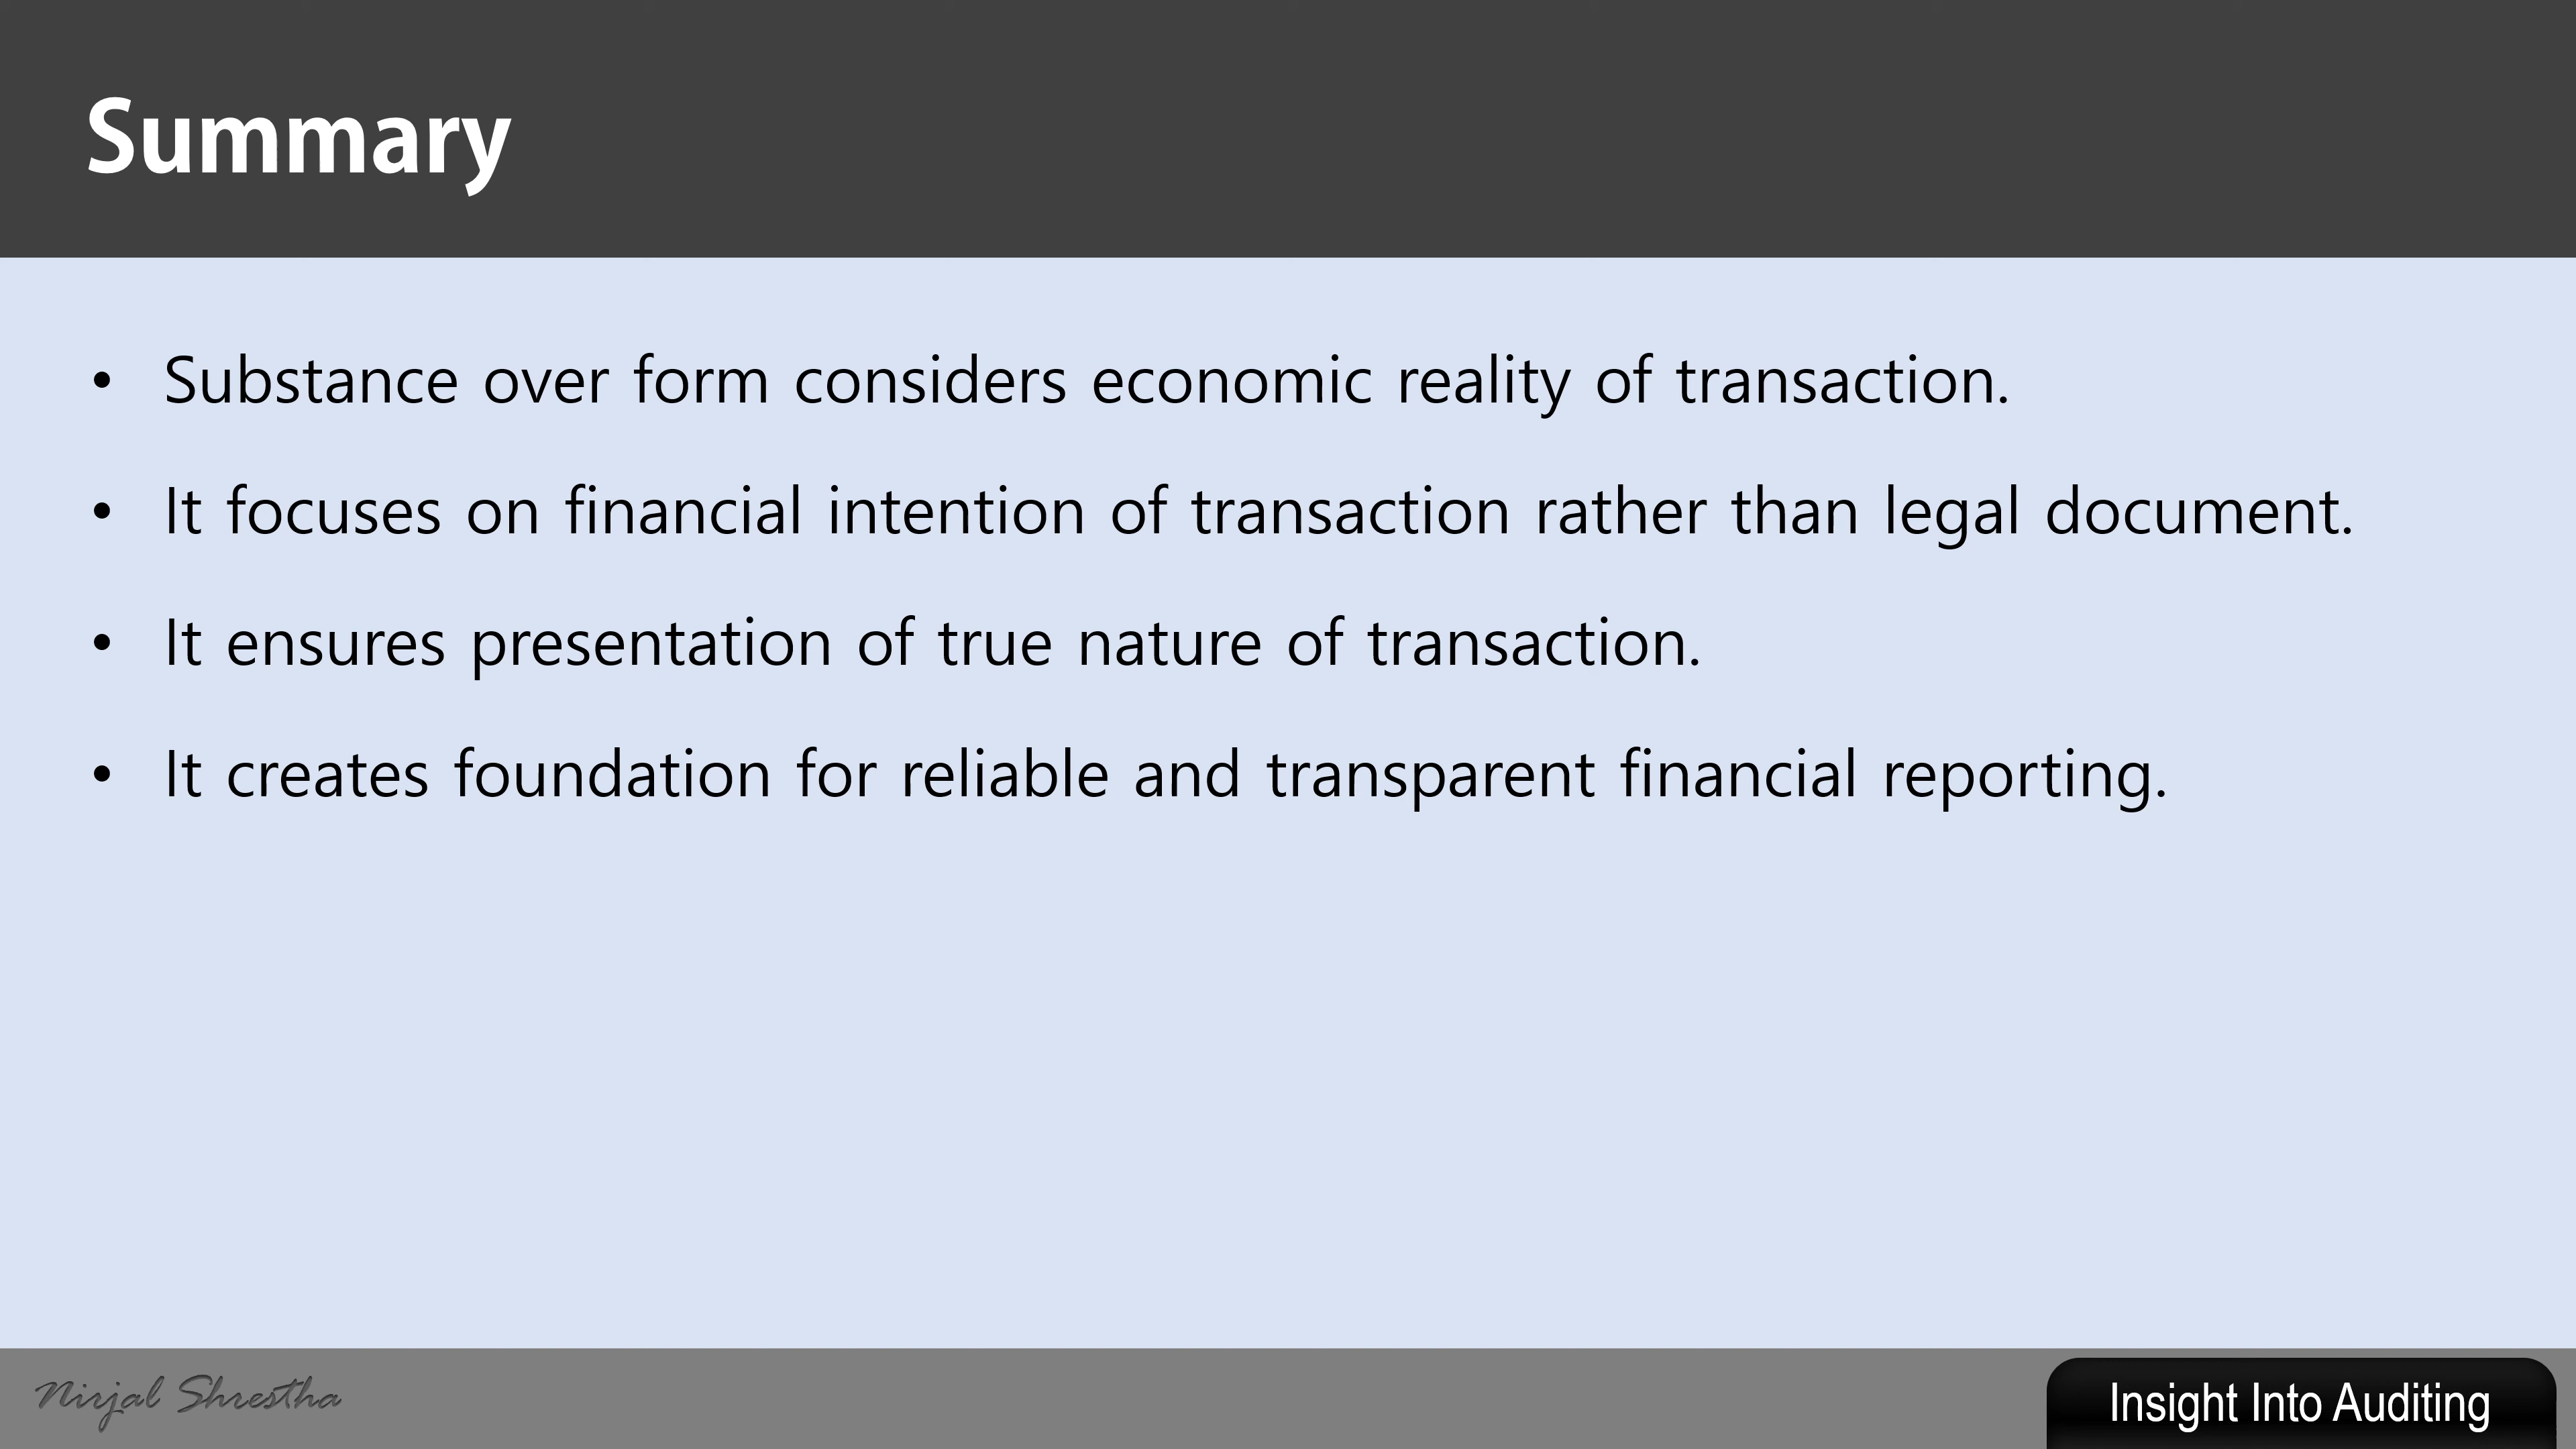 Summary
• Substance over form considers economic reality of transaction.
• It focuses on financial intention of transaction rather than legal document.
• It ensures presentation of true nature of transaction.
• It creates foundation for reliable and transparent financial reporting.
Nirjal Shrestha
Insight Into Auditing